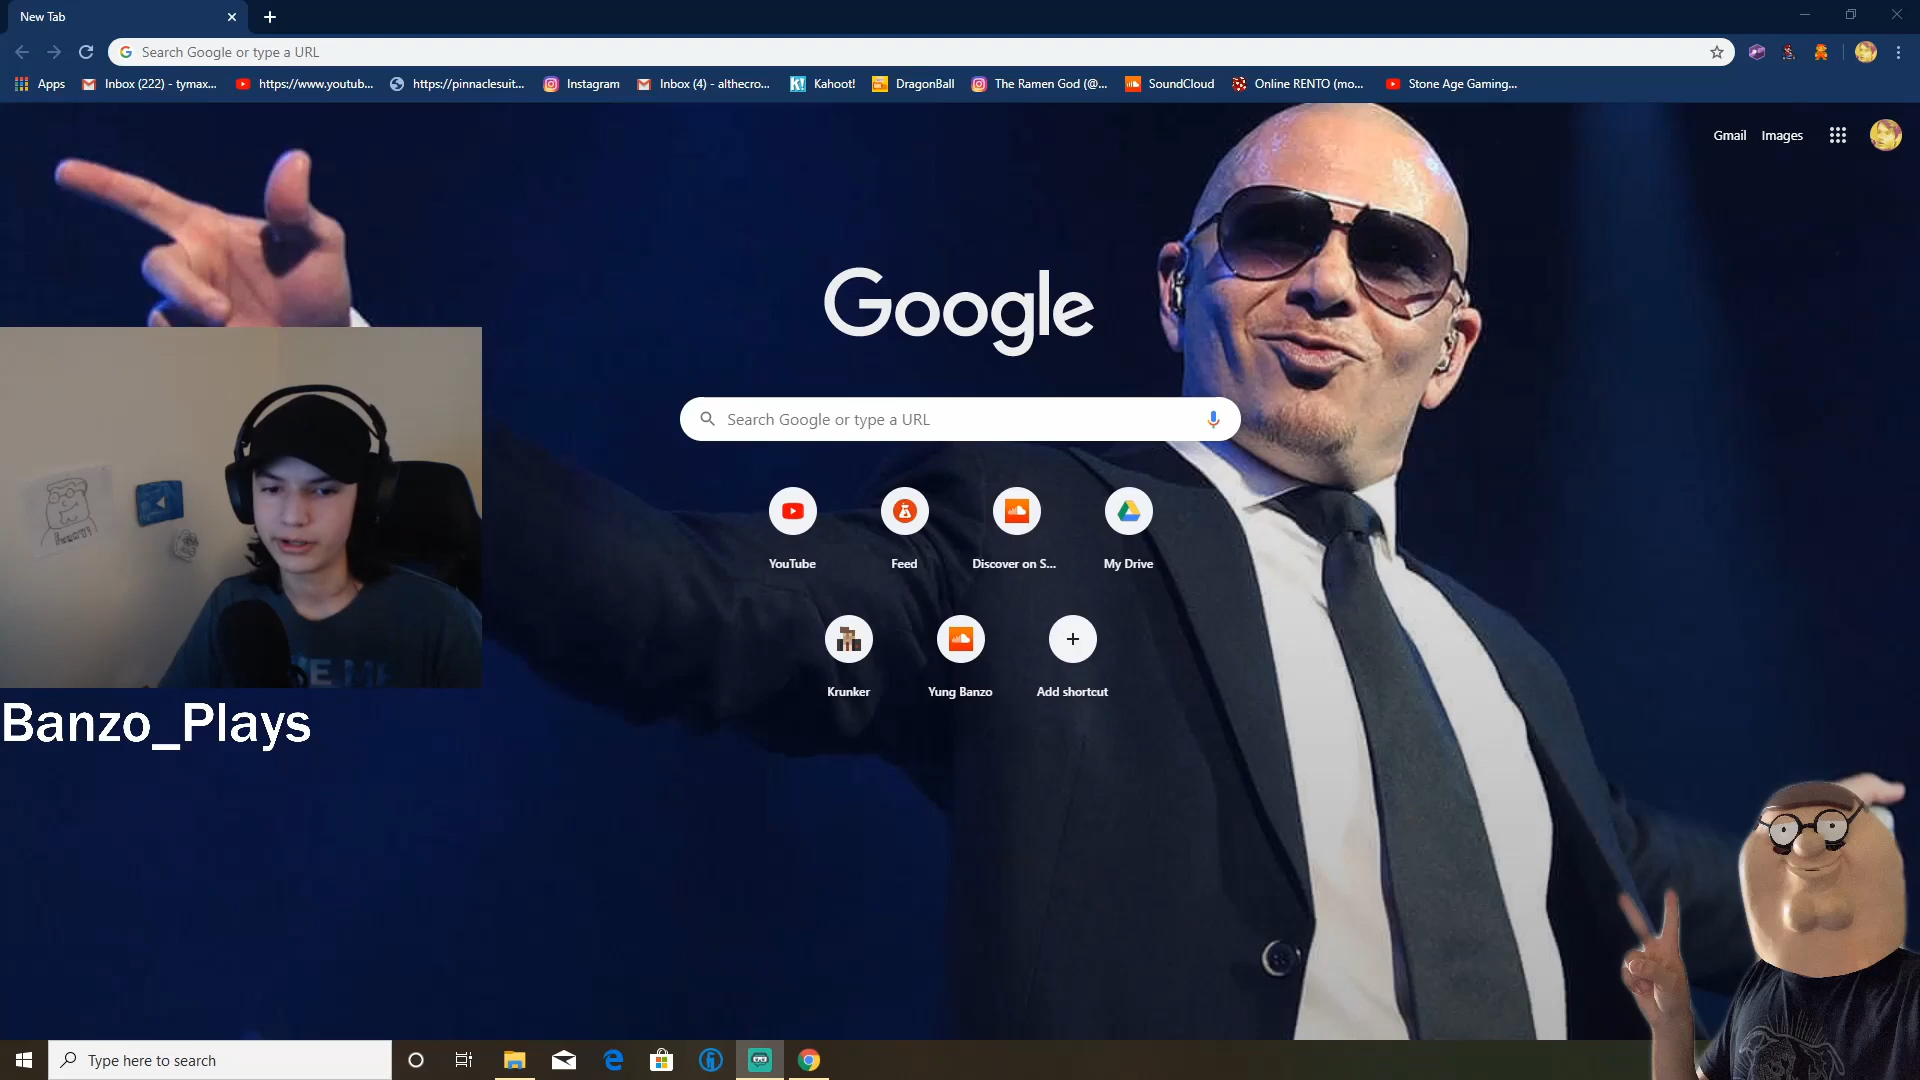 New Tab
Search Google or type a URL
Apps Inbox (222) - tymax... https://www.youtub... https://pinnaclesuit... Instagram Inbox (4) - althecro... Kahoot! DragonBall The Ramen God (@... SoundCloud Online RENTO (mo... Stone Age Gaming...
Gmail Images
Google
Search Google or type a URL
YouTube Feed Discover on S... My Drive
Krunker Yung Banzo Add shortcut
Banzo_Plays
Type here to search